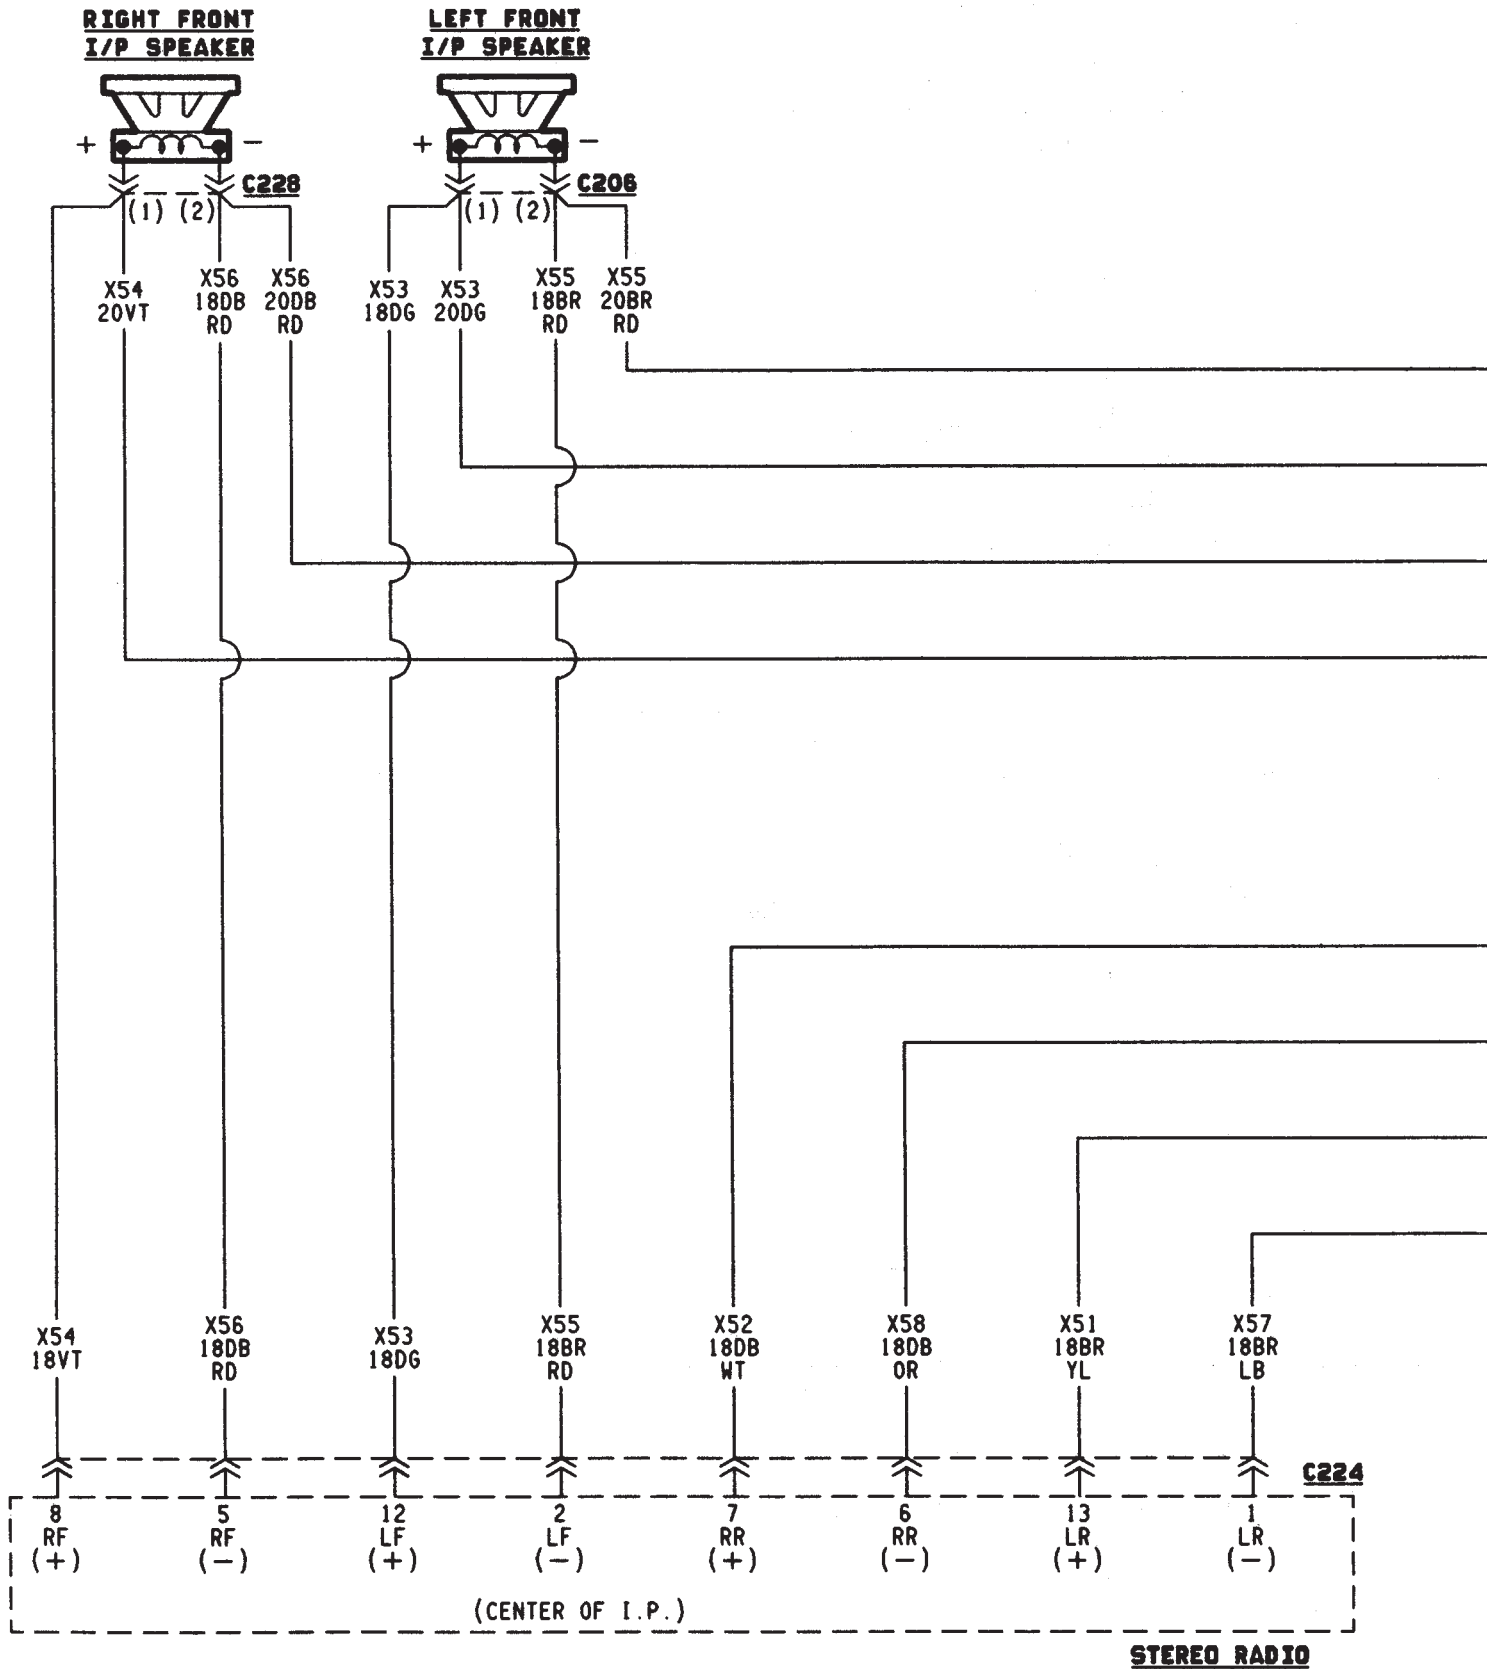 RIGHT FRONT
I/P SPEAKER
LEFT FRONT
I/P SPEAKER
+
−
C228
+
−
C206
(1) (2)
(1) (2)
X54
20VT
X56
18DB
RD
X56
20DB
RD
X53
18DG
X53
20DG
X55
18BR
RD
X55
20BR
RD
X54
18VT
X56
18DB
RD
X53
18DG
X55
18BR
RD
X52
18DB
WT
X58
18DB
OR
X51
18BR
YL
X57
18BR
LB
C224
8
RF
(+)
5
RF
(−)
12
LF
(+)
2
LF
(−)
7
RR
(+)
6
RR
(−)
13
LR
(+)
1
LR
(−)
(CENTER OF I.P.)
STEREO RADIO